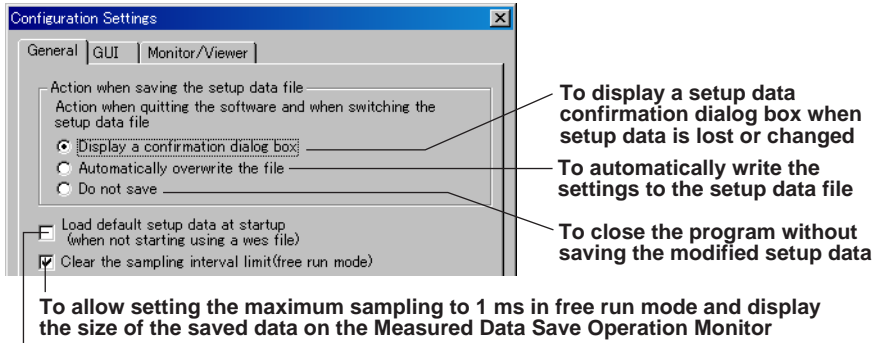 Configuration Settings
General GUI Monitor/Viewer
Action when saving the setup data file
Action when quitting the software and when switching the
setup data file
Display a confirmation dialog box
Automatically overwrite the file
Do not save
Load default setup data at startup
(when not starting using a wes file)
Clear the sampling interval limit(free run mode)
To display a setup data
confirmation dialog box when
setup data is lost or changed
To automatically write the
settings to the setup data file
To close the program without
saving the modified setup data
To allow setting the maximum sampling to 1 ms in free run mode and display
the size of the saved data on the Measured Data Save Operation Monitor